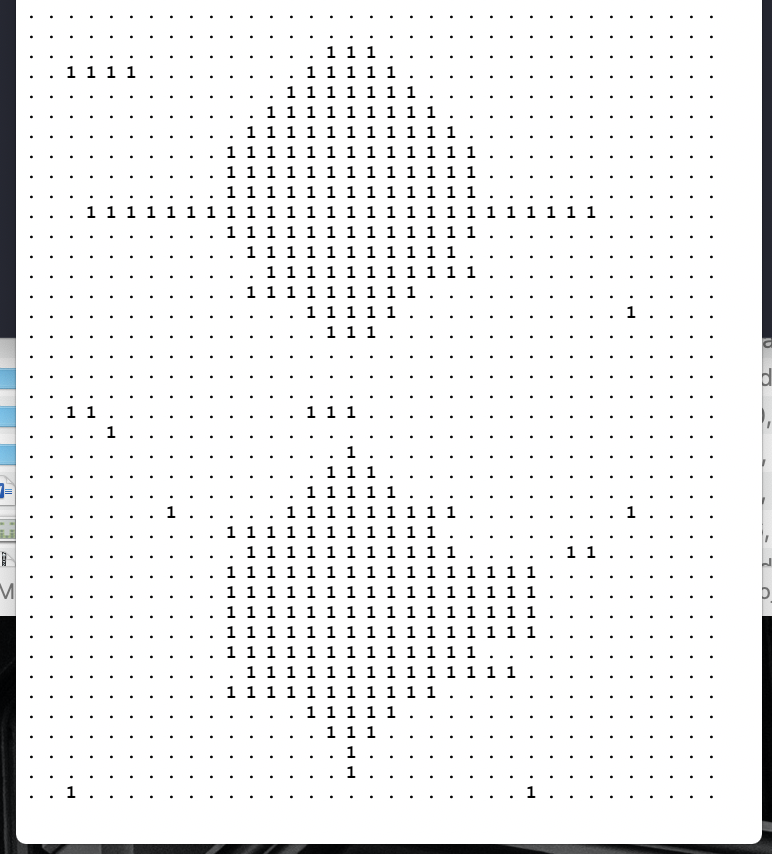 . . . . . . . . . . . . . . . . . . . . . . . . . . . . . . . . . . .
. . . . . . . . . . . . . . . . . . . . . . . . . . . . . . . . . . .
. . . . . . . . . . . . . . . 1 1 1 . . . . . . . . . . . . . . . . .
. . 1 1 1 1 . . . . . . . . 1 1 1 1 1 . . . . . . . . . . . . . . . .
. . . . . . . . . . . . . 1 1 1 1 1 1 1 . . . . . . . . . . . . . . .
. . . . . . . . . . . . 1 1 1 1 1 1 1 1 1 . . . . . . . . . . . . . .
. . . . . . . . . . . 1 1 1 1 1 1 1 1 1 1 1 . . . . . . . . . . . . .
. . . . . . . . . . 1 1 1 1 1 1 1 1 1 1 1 1 1 . . . . . . . . . . . .
. . . . . . . . . . 1 1 1 1 1 1 1 1 1 1 1 1 1 . . . . . . . . . . . .
. . . . . . . . . . 1 1 1 1 1 1 1 1 1 1 1 1 1 . . . . . . . . . . . .
. . . 1 1 1 1 1 1 1 1 1 1 1 1 1 1 1 1 1 1 1 1 1 1 1 1 1 1 . . . . . .
. . . . . . . . . . 1 1 1 1 1 1 1 1 1 1 1 1 1 . . . . . . . . . . . .
. . . . . . . . . . . 1 1 1 1 1 1 1 1 1 1 1 . . . . . . . . . . . . .
. . . . . . . . . . . . 1 1 1 1 1 1 1 1 1 1 1 . . . . . . . . . . . .
. . . . . . . . . . . 1 1 1 1 1 1 1 1 1 . . . . . . . . . . . . . . .
. . . . . . . . . . . . . . 1 1 1 1 1 . . . . . . . . . . . 1 . . . .
. . . . . . . . . . . . . . . 1 1 1 . . . . . . . . . . . . . . . . .
. . . . . . . . . . . . . . . . . . . . . . . . . . . . . . . . . . .
. . . . . . . . . . . . . . . . . . . . . . . . . . . . . . . . . . .
. . . . . . . . . . . . . . . . . . . . . . . . . . . . . . . . . . .
. . 1 1 . . . . . . . . . . 1 1 1 . . . . . . . . . . . . . . . . . .
. . . . 1 . . . . . . . . . . . . . . . . . . . . . . . . . . . . . .
. . . . . . . . . . . . . . . . 1 . . . . . . . . . . . . . . . . . .
. . . . . . . . . . . . . . . 1 1 1 . . . . . . . . . . . . . . . . .
. . . . . . . . . . . . . . 1 1 1 1 1 . . . . . . . . . . . . . . . .
. . . . . . . 1 . . . . . 1 1 1 1 1 1 1 1 1 . . . . . . . . 1 . . . .
. . . . . . . . . . 1 1 1 1 1 1 1 1 1 1 1 . . . . . . . . . . . . . .
. . . . . . . . . . . 1 1 1 1 1 1 1 1 1 1 1 . . . . . 1 1 . . . . . .
. . . . . . . . . . 1 1 1 1 1 1 1 1 1 1 1 1 1 1 1 1 . . . . . . . . .
. . . . . . . . . . 1 1 1 1 1 1 1 1 1 1 1 1 1 1 1 1 . . . . . . . . .
. . . . . . . . . . 1 1 1 1 1 1 1 1 1 1 1 1 1 1 1 1 . . . . . . . . .
. . . . . . . . . . 1 1 1 1 1 1 1 1 1 1 1 1 1 1 1 1 . . . . . . . . .
. . . . . . . . . . 1 1 1 1 1 1 1 1 1 1 1 1 1 . . . . . . . . . . . .
. . . . . . . . . . . 1 1 1 1 1 1 1 1 1 1 1 1 1 1 . . . . . . . . . .
. . . . . . . . . . 1 1 1 1 1 1 1 1 1 1 1 . . . . . . . . . . . . . .
. . . . . . . . . . . . . . 1 1 1 1 1 . . . . . . . . . . . . . . . .
. . . . . . . . . . . . . . . 1 1 1 . . . . . . . . . . . . . . . . .
. . . . . . . . . . . . . . . . 1 . . . . . . . . . . . . . . . . . .
. . . . . . . . . . . . . . . . 1 . . . . . . . . . . . . . . . . . .
. . 1 . . . . . . . . . . . . . . . . . . . . . . 1 . . . . . . . . .